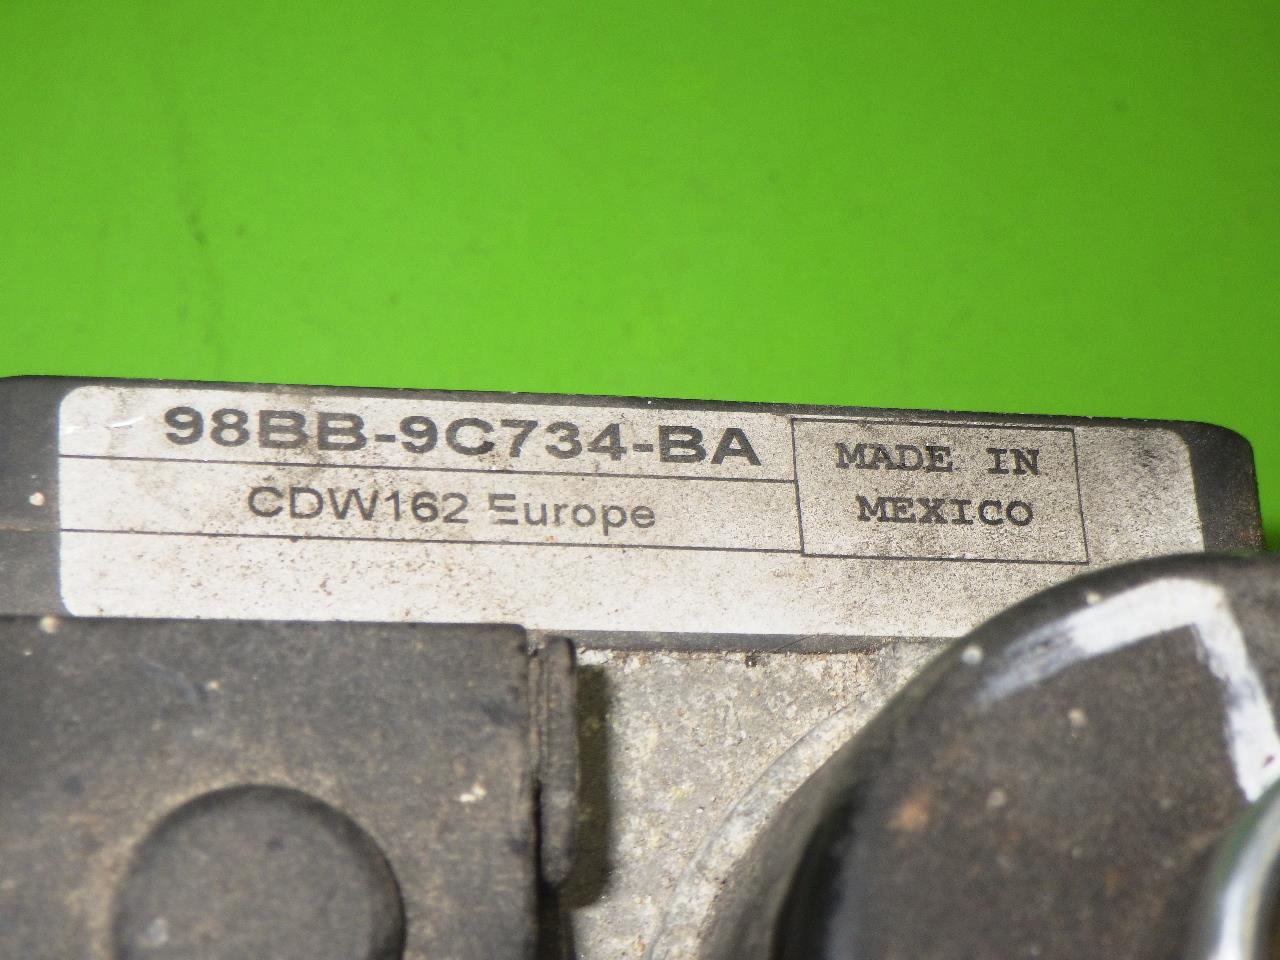 98BB-9C734-BA
CDW162 Europe
MADE IN
MEXICO